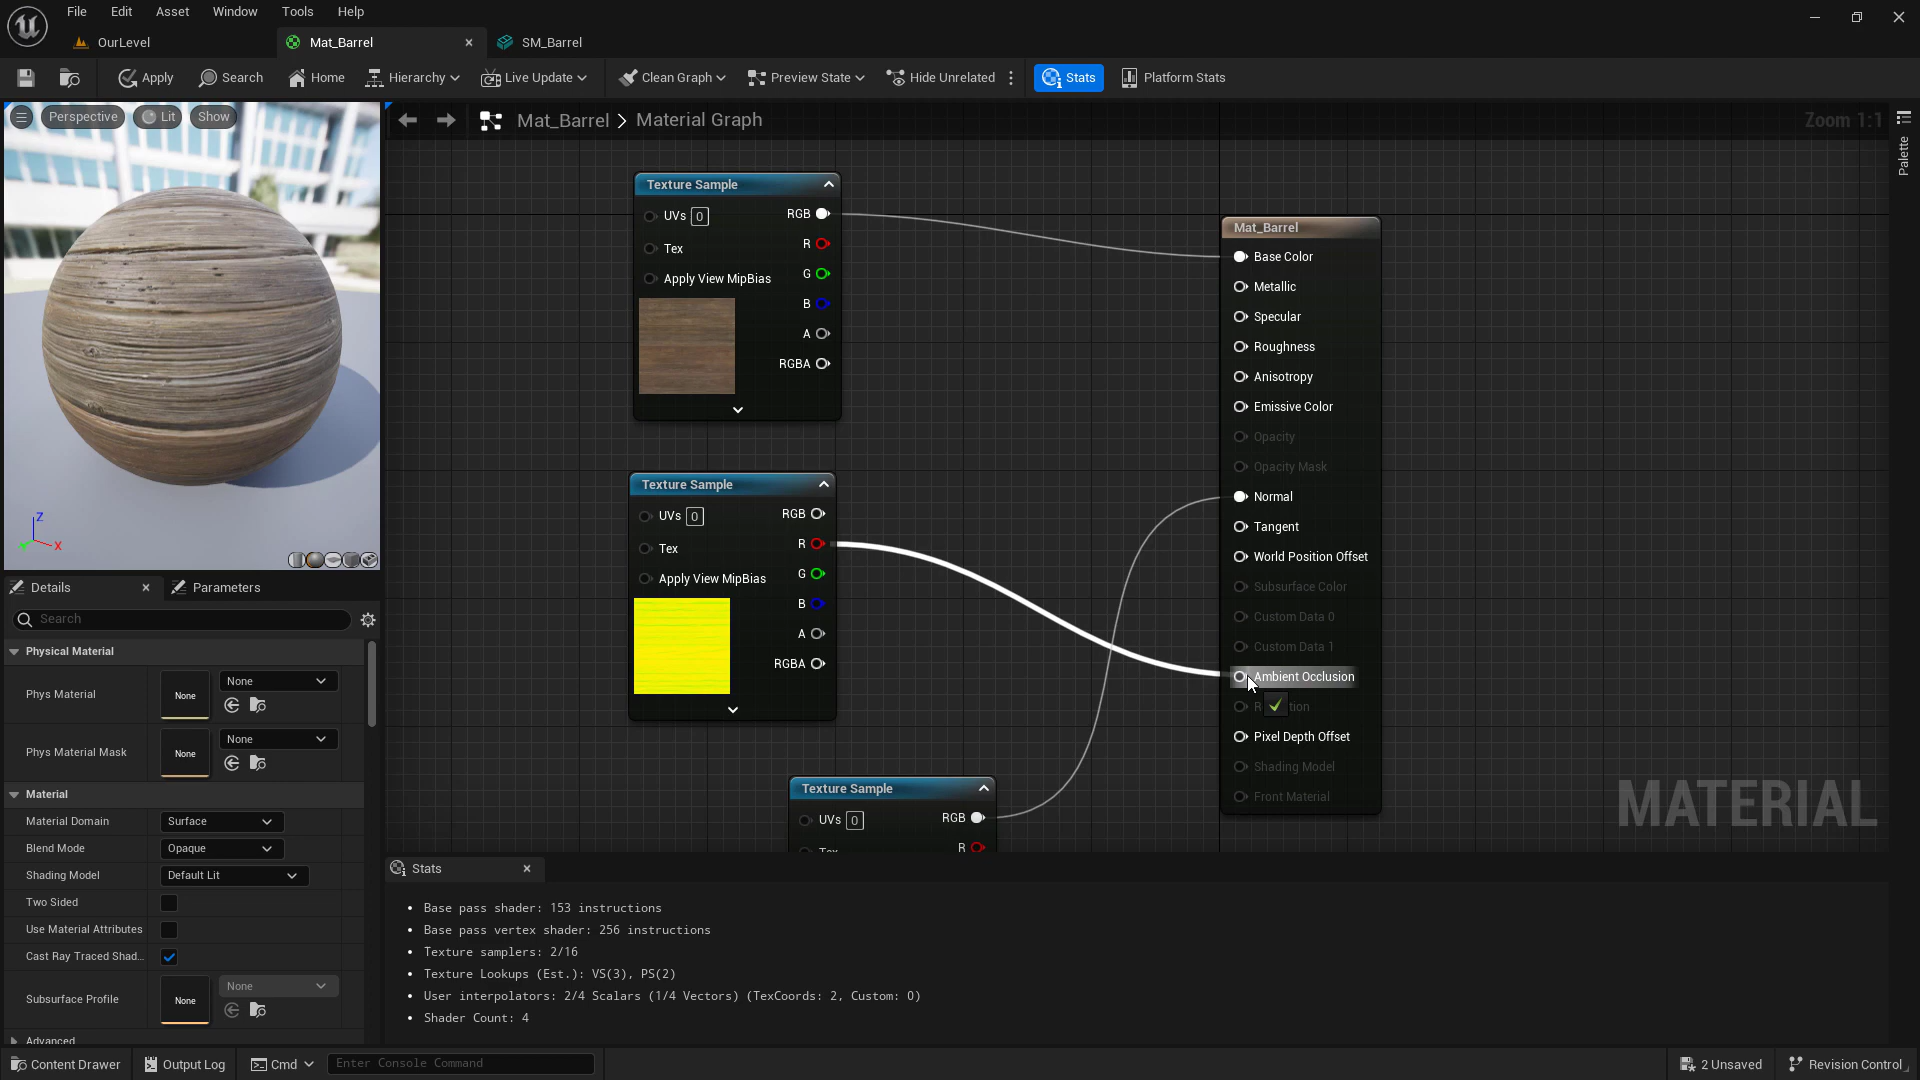 File Edit Asset Window Tools Help
OurLevel Mat_Barrel SM_Barrel
Apply Search Home Hierarchy Live Update Clean Graph Preview State Hide Unrelated Stats Platform Stats
Perspective Lit Show
Mat_Barrel > Material Graph Zoom 1:1
Palette
Texture Sample
UVs 0 RGB
R
Tex
G
Apply View MipBias
B
A
RGBA
Texture Sample
UVs 0 RGB
R
Tex
G
Apply View MipBias
B
A
RGBA
Texture Sample
UVs 0 RGB
Tex R
Mat_Barrel
Base Color
Metallic
Specular
Roughness
Anisotropy
Emissive Color
Opacity
Opacity Mask
Normal
Tangent
World Position Offset
Subsurface Color
Custom Data 0
Custom Data 1
Ambient Occlusion
Pixel Depth Offset
Shading Model
Front Material
MATERIAL
Z
X
Details Parameters
Search
Physical Material
Phys Material None None
Phys Material Mask None None
Material
Material Domain Surface
Blend Mode Opaque
Shading Model Default Lit
Two Sided
Use Material Attributes
Cast Ray Traced Shad...
Subsurface Profile None None
Advanced
Stats
Base pass shader: 153 instructions
Base pass vertex shader: 256 instructions
Texture samplers: 2/16
Texture Lookups (Est.): VS(3), PS(2)
User interpolators: 2/4 Scalars (1/4 Vectors) (TexCoords: 2, Custom: 0)
Shader Count: 4
Content Drawer Output Log Cmd Enter Console Command 2 Unsaved Revision Control